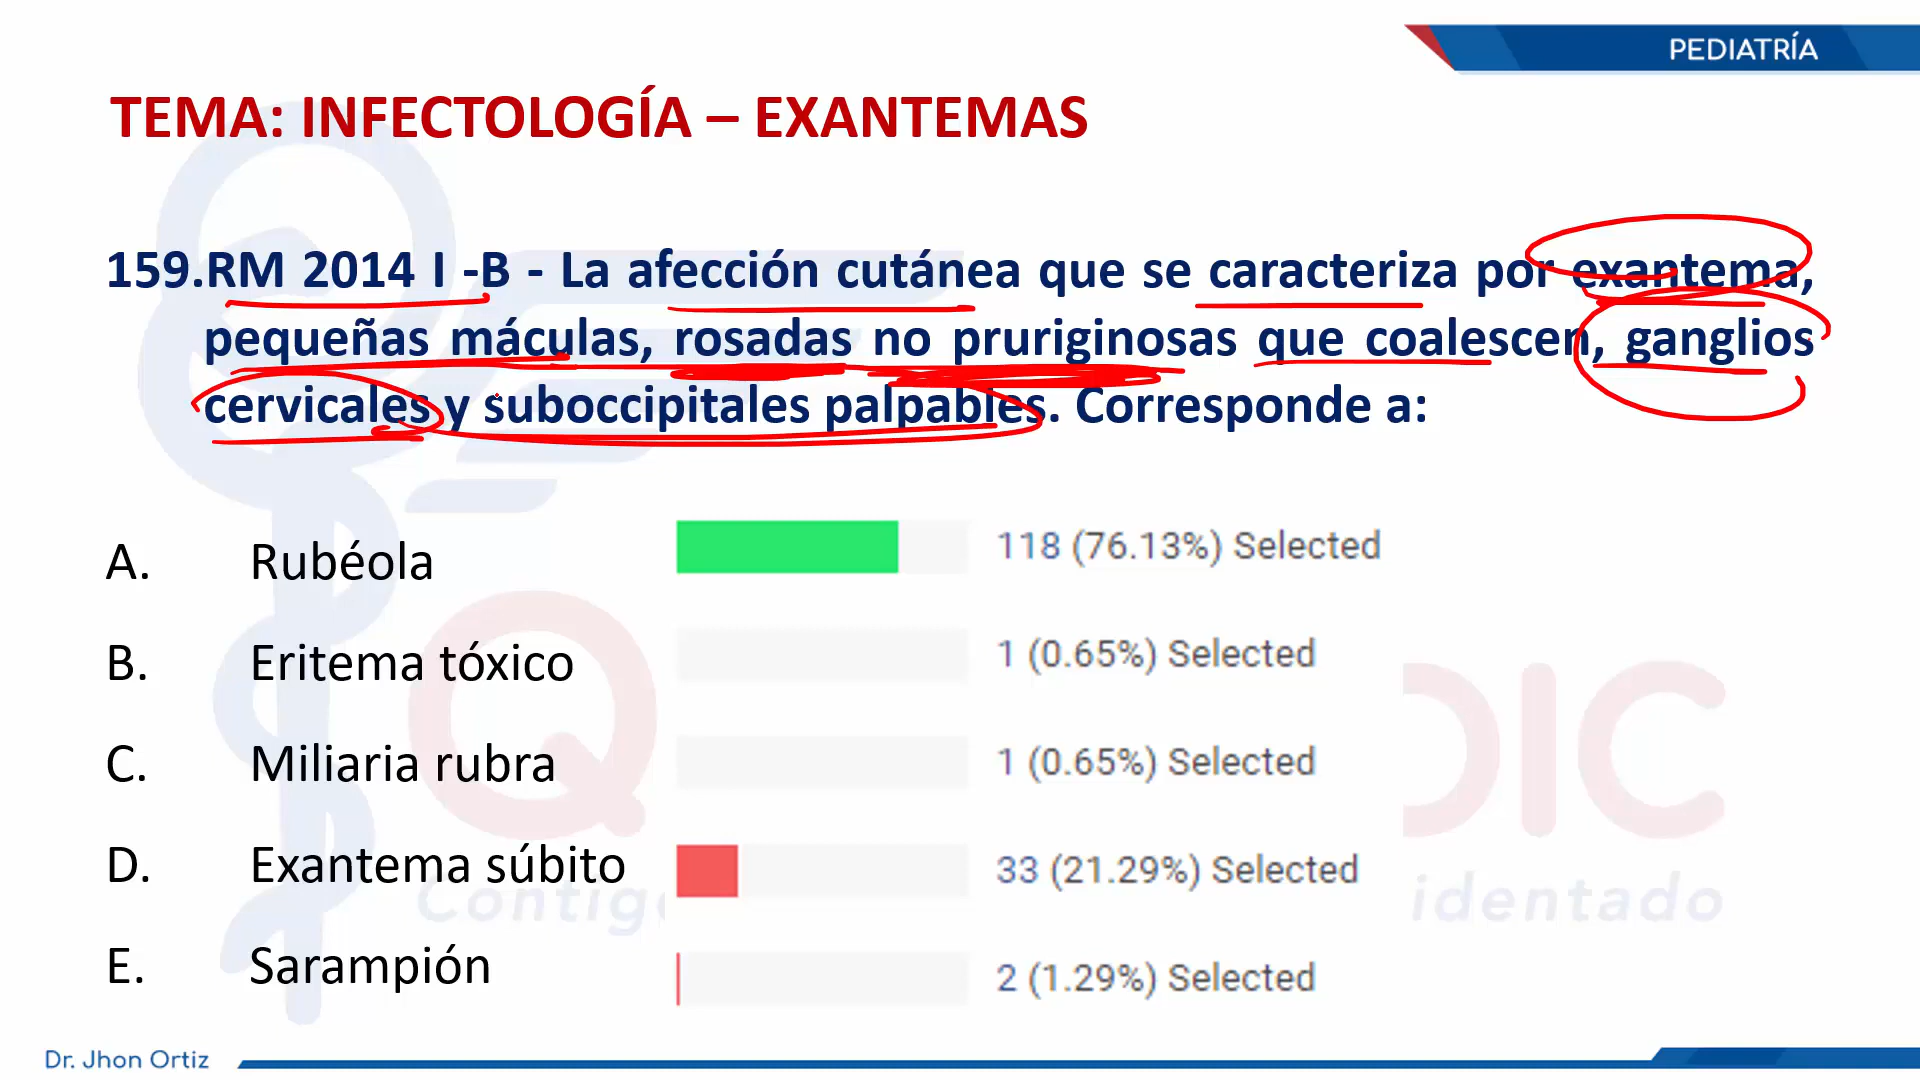 PEDIATRÍA
TEMA: INFECTOLOGÍA – EXANTEMAS
159.RM 2014 I -B - La afección cutánea que se caracteriza por exantema,
pequeñas máculas, rosadas no pruriginosas que coalescen, ganglios
cervicales y suboccipitales palpables. Corresponde a:
A. Rubéola
118 (76.13%) Selected
B. Eritema tóxico
1 (0.65%) Selected
C. Miliaria rubra
1 (0.65%) Selected
D. Exantema súbito
33 (21.29%) Selected
E. Sarampión
2 (1.29%) Selected
Q DIC
Contig identado
Dr. Jhon Ortiz